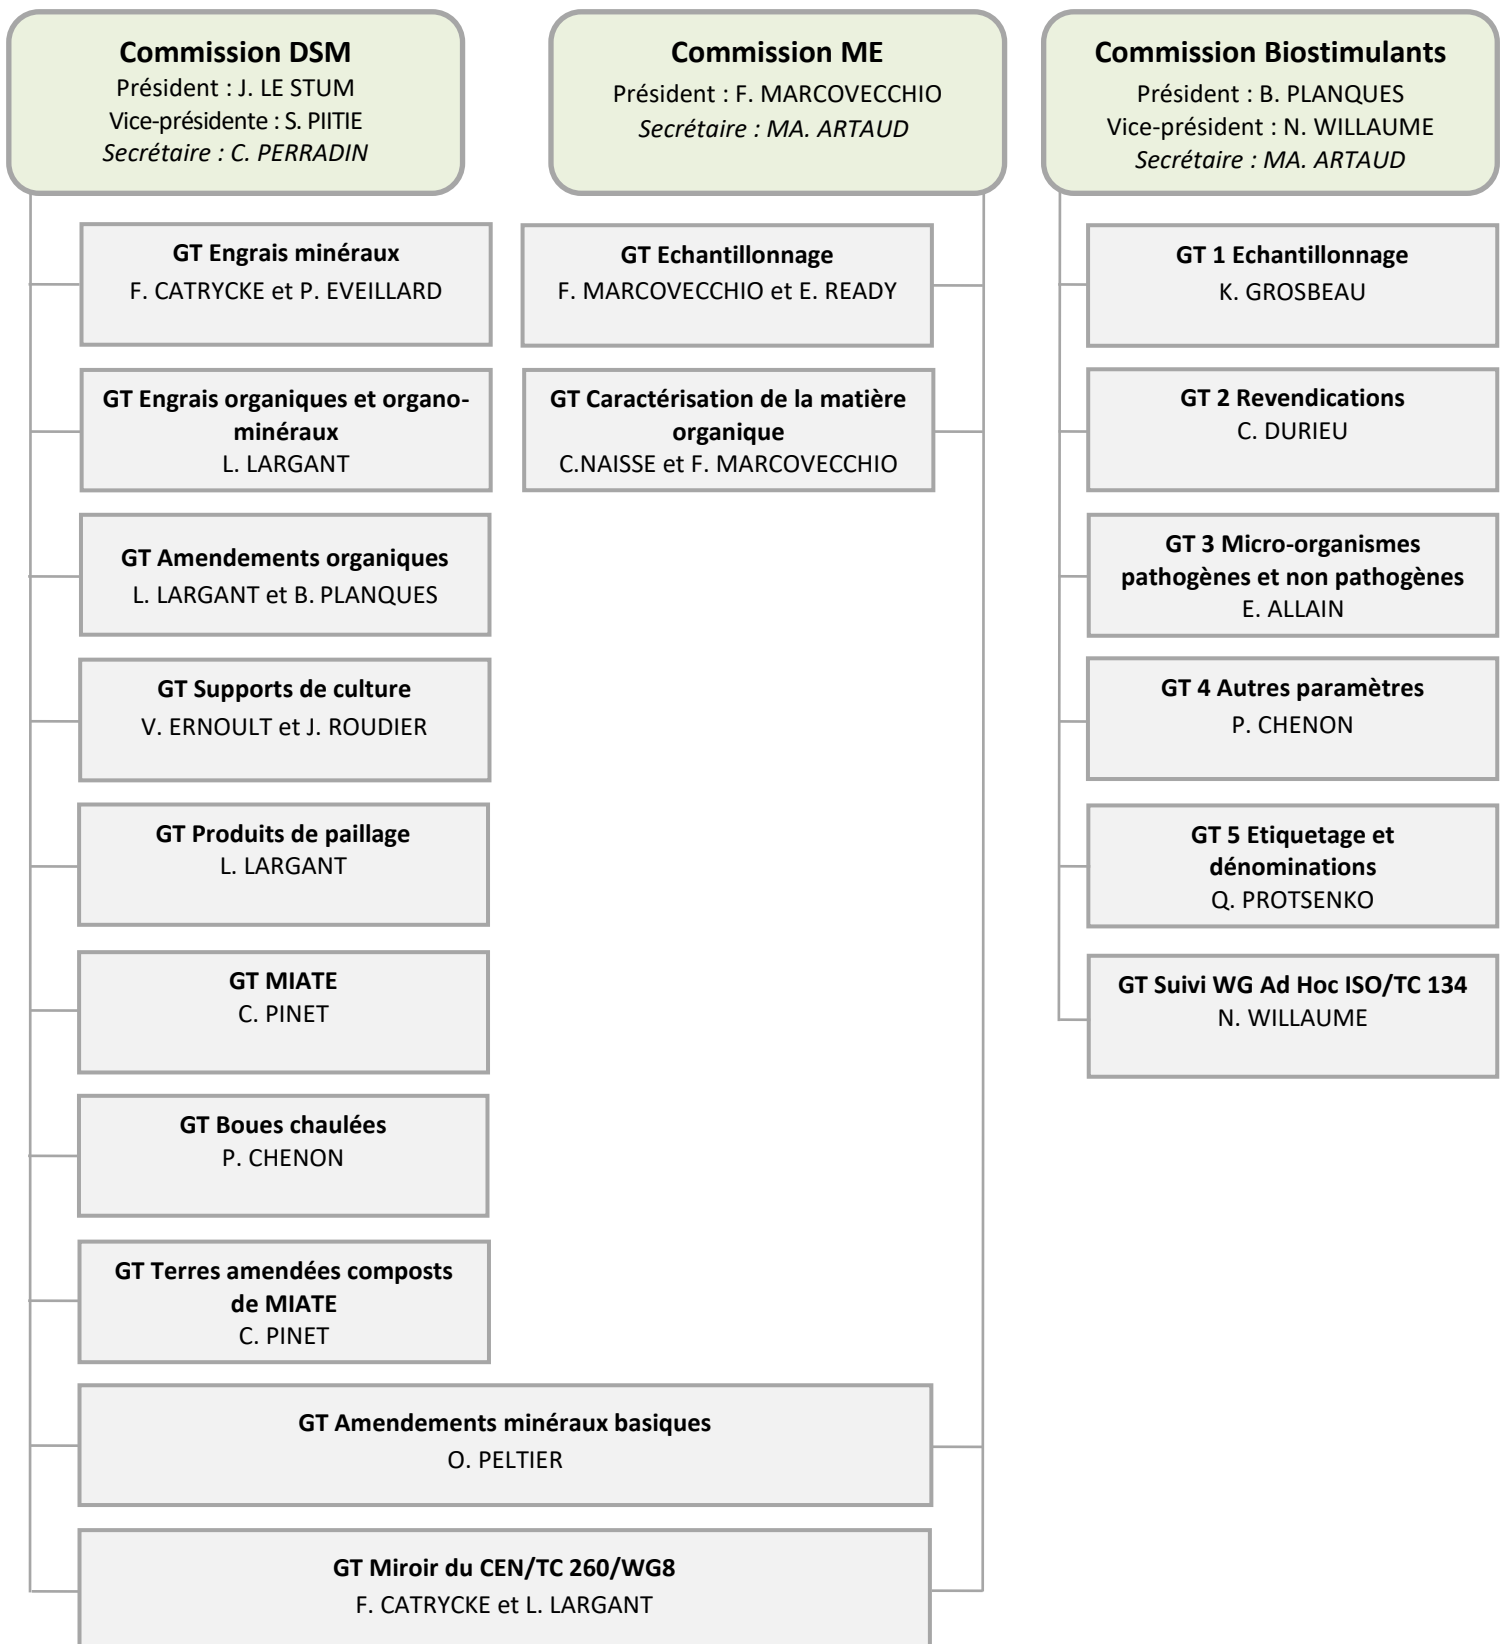 Commission DSM
Président : J. LE STUM
Vice-présidente : S. PIITIE
Secrétaire : C. PERRADIN
Commission ME
Président : F. MARCOVECCHIO
Secrétaire : MA. ARTAUD
Commission Biostimulants
Président : B. PLANQUES
Vice-président : N. WILLAUME
Secrétaire : MA. ARTAUD
GT Engrais minéraux
F. CATRYCKE et P. EVEILLARD
GT Engrais organiques et organo-
minéraux
L. LARGANT
GT Amendements organiques
L. LARGANT et B. PLANQUES
GT Supports de culture
V. ERNOULT et J. ROUDIER
GT Produits de paillage
L. LARGANT
GT MIATE
C. PINET
GT Boues chaulées
P. CHENON
GT Terres amendées composts
de MIATE
C. PINET
GT Echantillonnage
F. MARCOVECCHIO et E. READY
GT Caractérisation de la matière
organique
C.NAISSE et F. MARCOVECCHIO
GT Amendements minéraux basiques
O. PELTIER
GT Miroir du CEN/TC 260/WG8
F. CATRYCKE et L. LARGANT
GT 1 Echantillonnage
K. GROSBEAU
GT 2 Revendications
C. DURIEU
GT 3 Micro-organismes
pathogènes et non pathogènes
E. ALLAIN
GT 4 Autres paramètres
P. CHENON
GT 5 Etiquetage et
dénominations
Q. PROTSENKO
GT Suivi WG Ad Hoc ISO/TC 134
N. WILLAUME